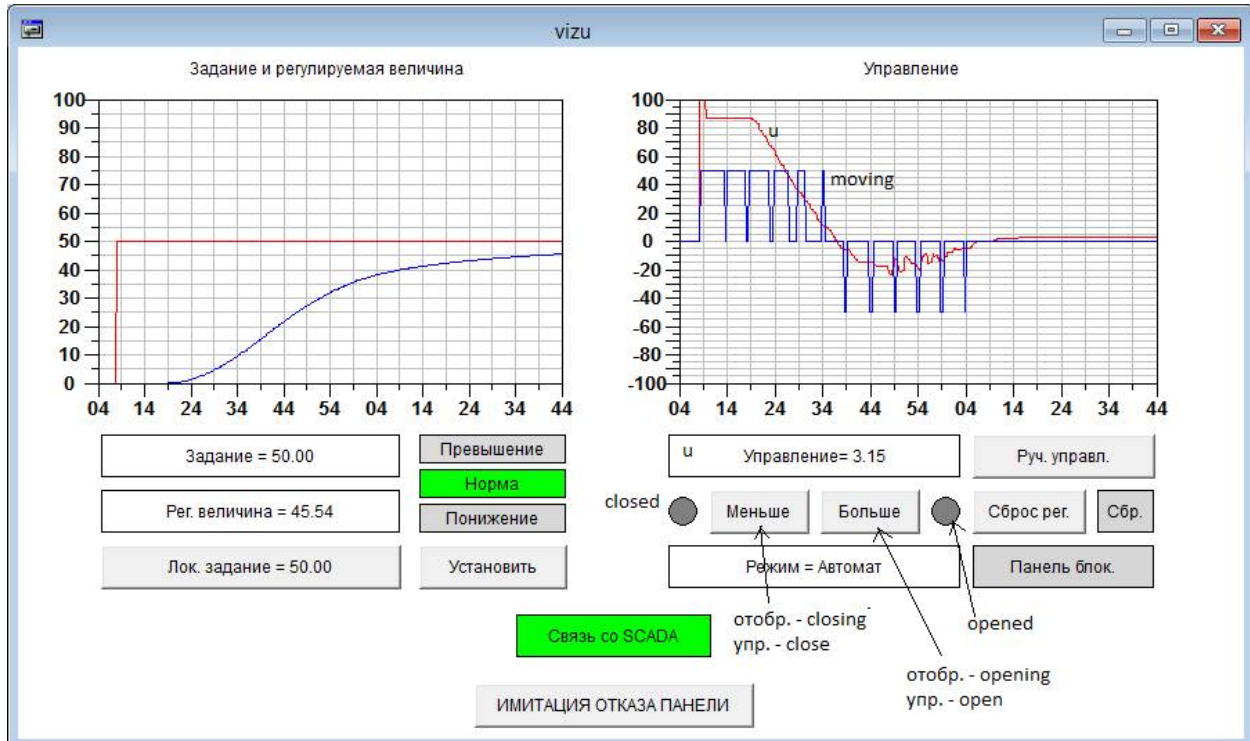 vizu
Задание и регулируемая величина
Управление
100
90
80
70
60
50
40
30
20
10
0
04 14 24 34 44 54 04 14 24 34 44
100
80
60
40
20
0
-20
-40
-60
-80
-100
u
moving
04 14 24 34 44 54 04 14 24 34 44
Задание = 50.00
Превышение
Норма
Рег. величина = 45.54
Понижение
Лок. задание = 50.00
Установить
u Управление= 3.15
Руч. управл.
closed
Меньше
Больше
Сброс рег.
Сбр.
Режим = Автомат
Панель блок.
отобр. - closing
упр. - close
opened
Связь со SCADA
отобр. - opening
упр. - open
ИМИТАЦИЯ ОТКАЗА ПАНЕЛИ